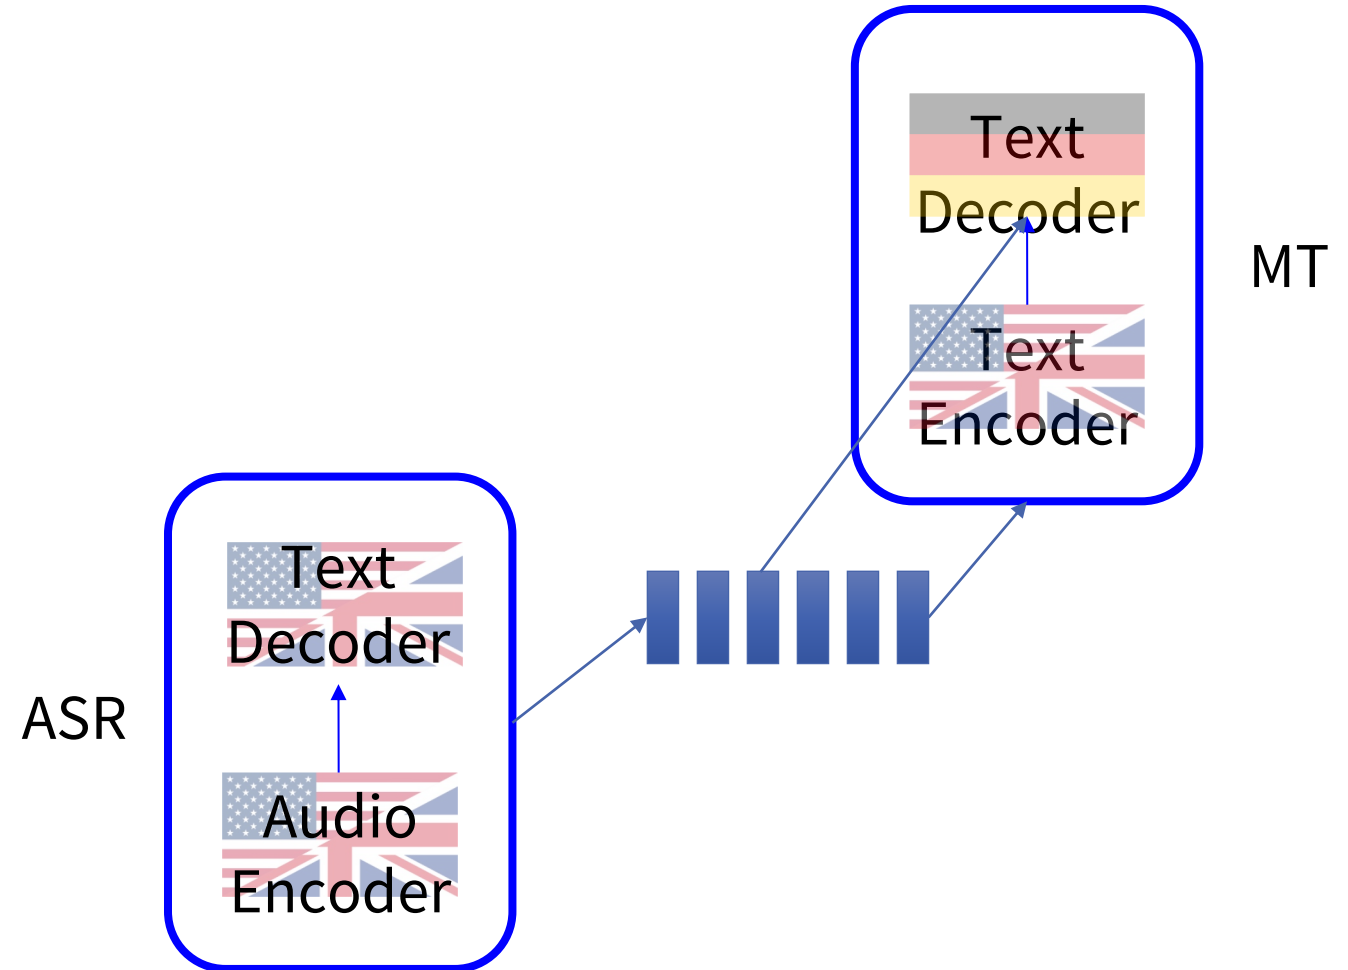 Text
Decoder
MT
Text
Encoder
Text
Decoder
ASR
Audio
Encoder